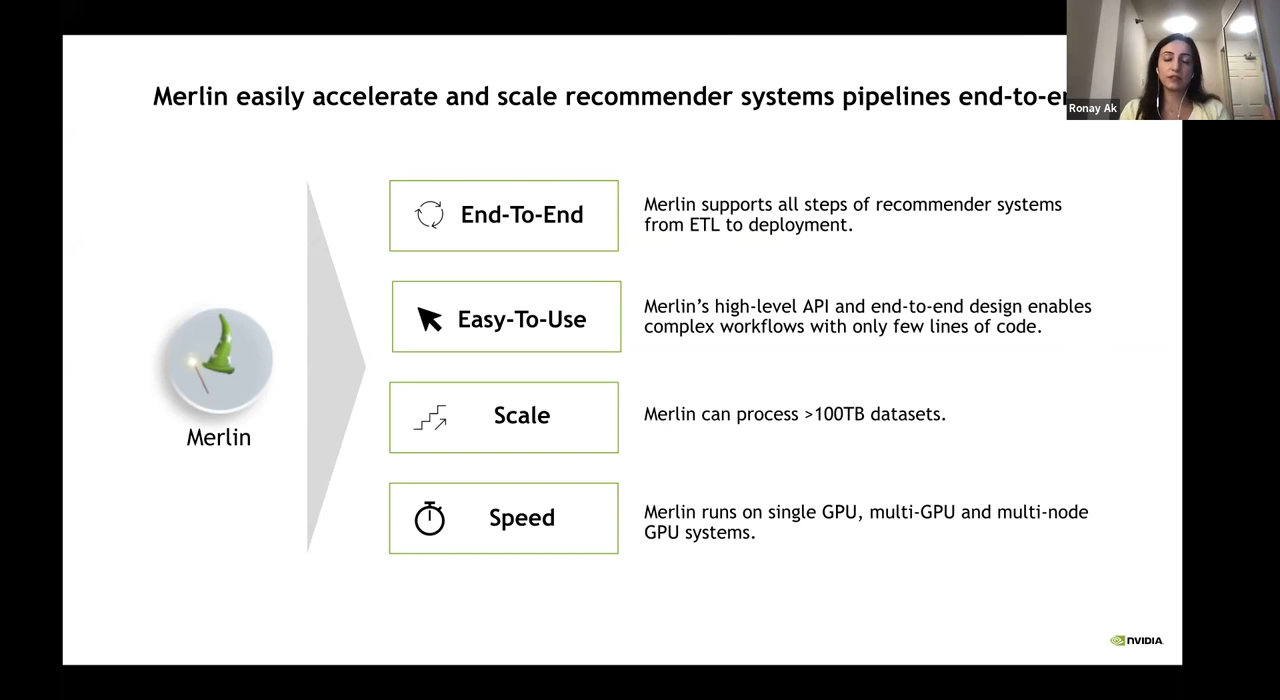 Merlin easily accelerate and scale recommender systems pipelines end-to-e
Ronay Ak
End-To-End
Merlin supports all steps of recommender systems
from ETL to deployment.
Easy-To-Use
Merlin’s high-level API and end-to-end design enables
complex workflows with only few lines of code.
Scale
Merlin can process >100TB datasets.
Merlin
Speed
Merlin runs on single GPU, multi-GPU and multi-node
GPU systems.
NVIDIA